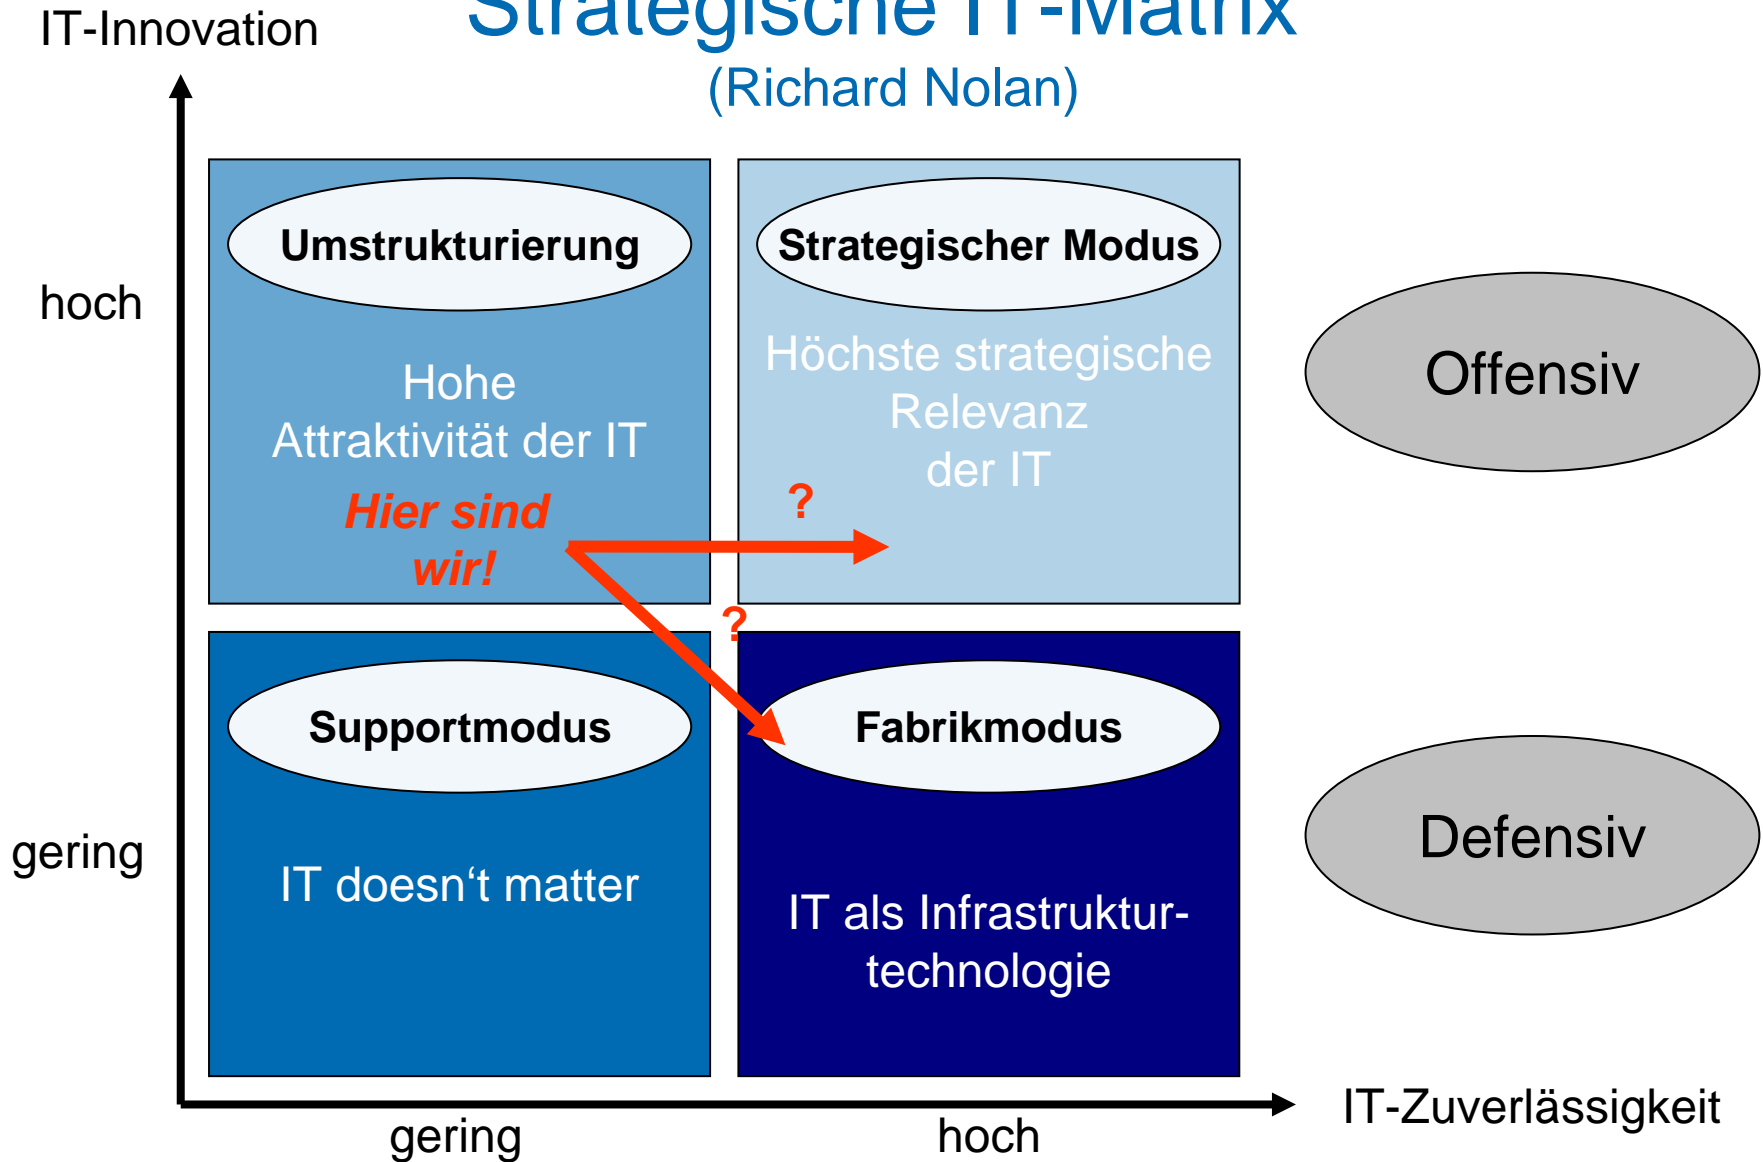 Strategische IT-Matrix
(Richard Nolan)
IT-Innovation
hoch
Umstrukturierung
Hohe
Attraktivität der IT
Hier sind
wir!
Strategischer Modus
Höchste strategische
Relevanz
der IT
?
?
Offensiv
gering
Supportmodus
IT doesn‘t matter
Fabrikmodus
IT als Infrastruktur-
technologie
Defensiv
gering
hoch
IT-Zuverlässigkeit